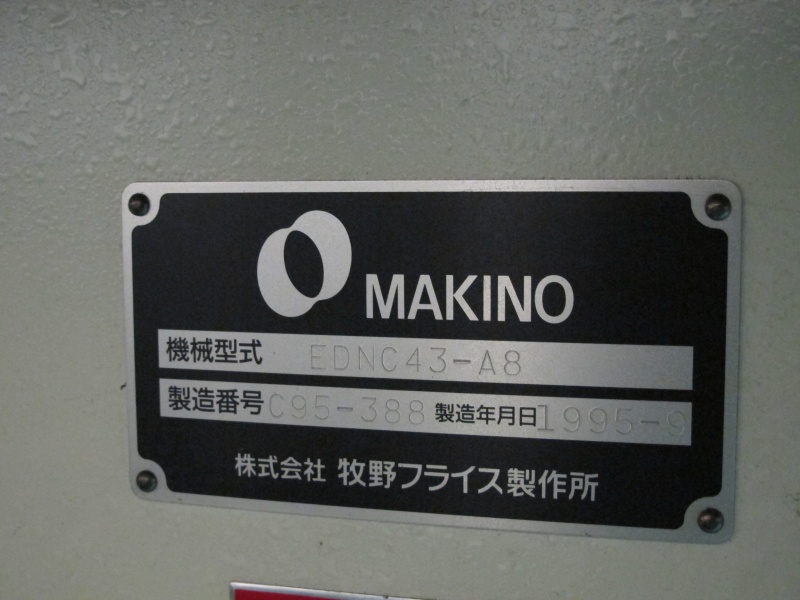 MAKINO
機械型式 EDNC43-A8
製造番号 C95-388 製造年月日 1995-9
株式会社 牧野フライス製作所